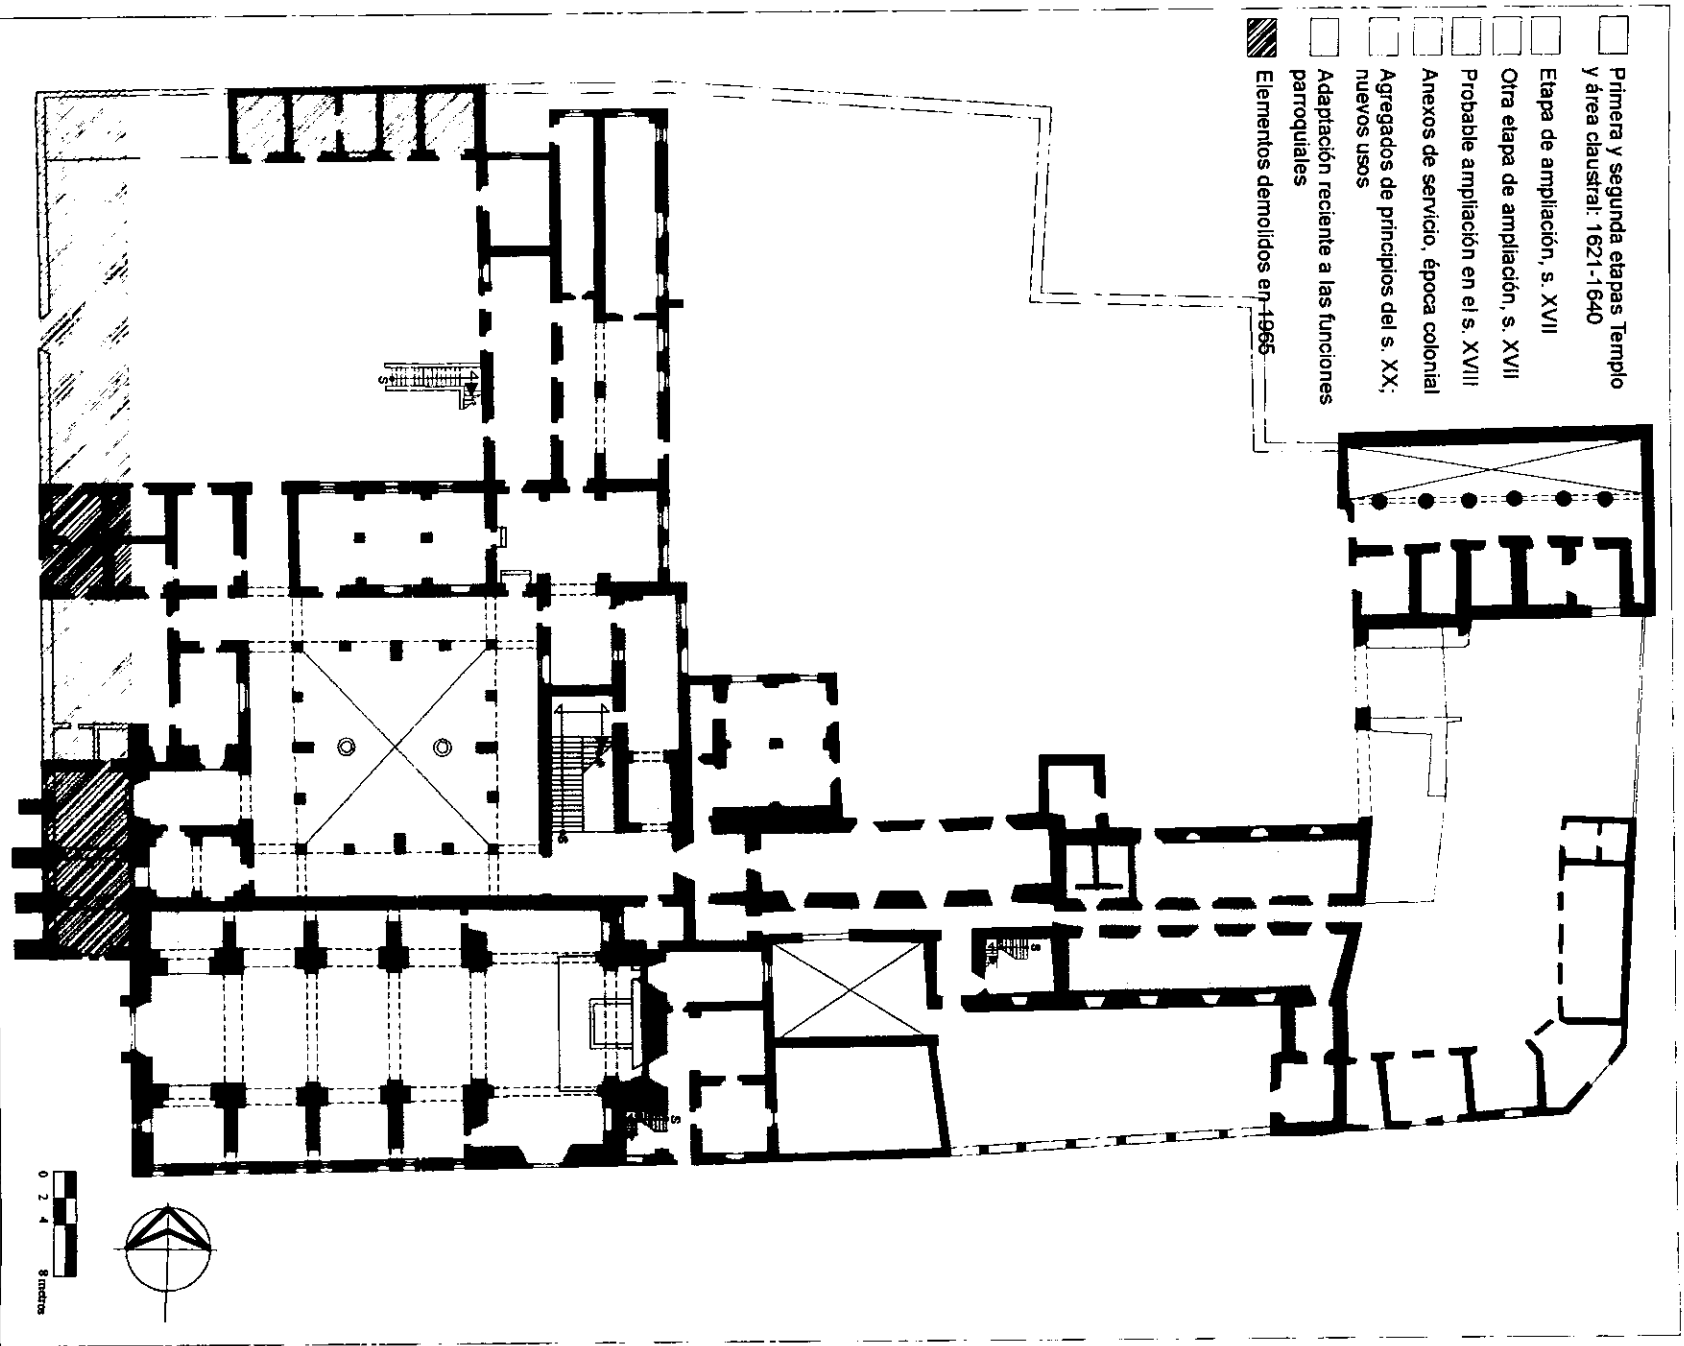 Primera y segunda etapas Templo
y área claustral: 1621-1640
Etapa de ampliación, s. XVII
Otra etapa de ampliación, s. XVII
Probable ampliación en el s. XVIII
Anexos de servicio, época colonial
Agregados de principios del s. XX;
nuevos usos
Adaptación reciente a las funciones
parroquiales
Elementos demolidos en 1965
S
S
S
S
0 2 4 8 metros